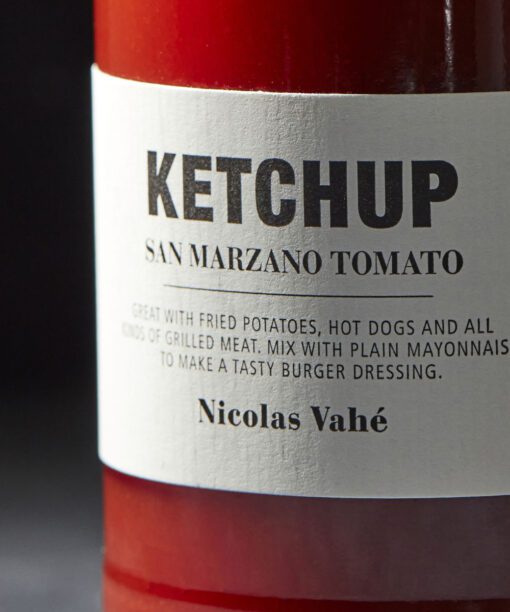 KETCHUP
SAN MARZANO TOMATO
GREAT WITH FRIED POTATOES, HOT DOGS AND ALL
KINDS OF GRILLED MEAT. MIX WITH PLAIN MAYONNAIS
TO MAKE A TASTY BURGER DRESSING.
Nicolas Vahé